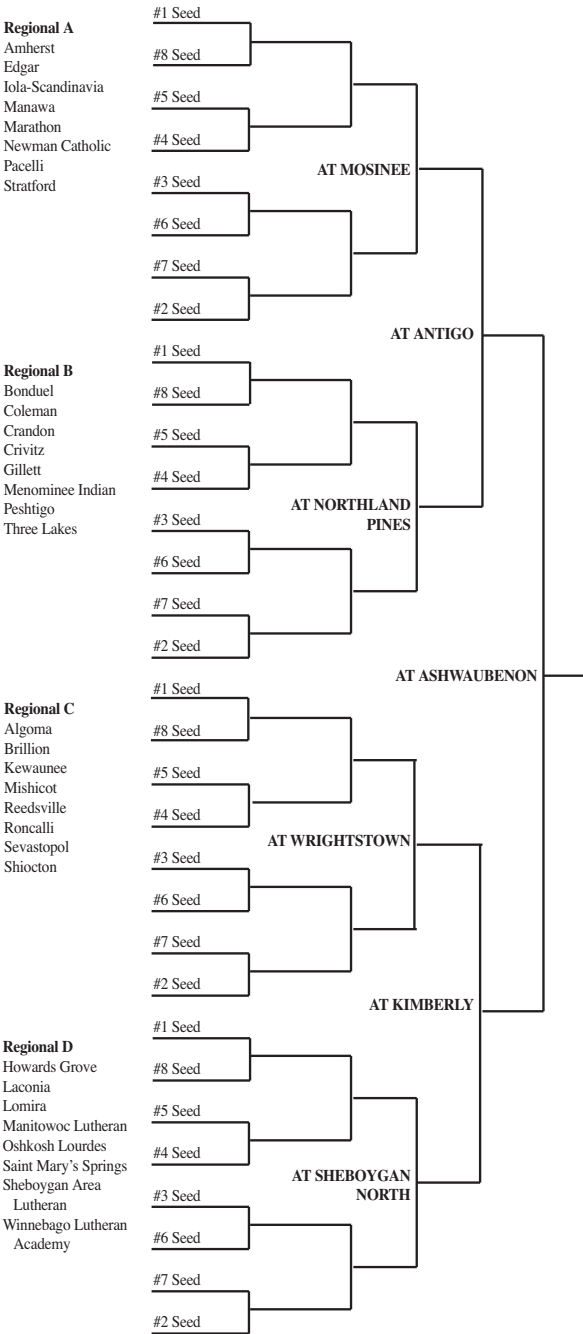 Regional A
Amherst
Edgar
Iola-Scandinavia
Manawa
Marathon
Newman Catholic
Pacelli
Stratford
#1 Seed
#8 Seed
#5 Seed
#4 Seed
#3 Seed
#6 Seed
#7 Seed
#2 Seed
AT MOSINEE
Regional B
Bonduel
Coleman
Crandon
Crivitz
Gillett
Menominee Indian
Peshtigo
Three Lakes
#1 Seed
#8 Seed
#5 Seed
#4 Seed
#3 Seed
#6 Seed
#7 Seed
#2 Seed
AT NORTHLAND
PINES
AT ANTIGO
Regional C
Algoma
Brillion
Kewaunee
Mishicot
Reedsville
Roncalli
Sevastopol
Shiocton
#1 Seed
#8 Seed
#5 Seed
#4 Seed
#3 Seed
#6 Seed
#7 Seed
#2 Seed
AT WRIGHTSTOWN
Regional D
Howards Grove
Laconia
Lomira
Manitowoc Lutheran
Oshkosh Lourdes
Saint Mary's Springs
Sheboygan Area
Lutheran
Winnebago Lutheran
Academy
#1 Seed
#8 Seed
#5 Seed
#4 Seed
#3 Seed
#6 Seed
#7 Seed
#2 Seed
AT SHEBOYGAN
NORTH
AT KIMBERLY
AT ASHWAUBENON